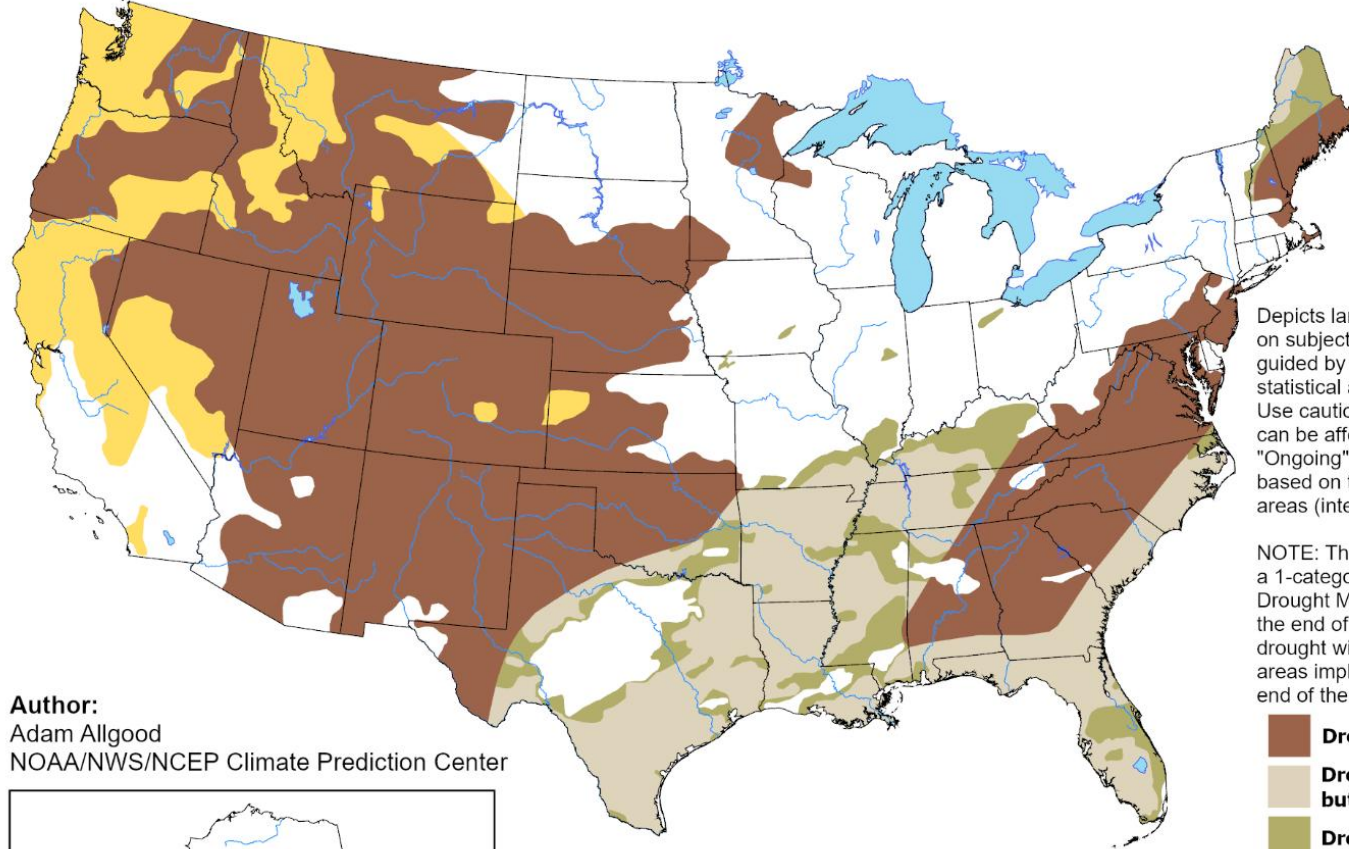 Depicts lar
on subject
guided by
statistical a
Use cautio
can be affe
"Ongoing"
based on t
areas (inte
NOTE: Th
a 1-catego
Drought M
the end of
drought wi
areas impl
end of the
Author:
Adam Allgood
NOAA/NWS/NCEP Climate Prediction Center
Dro
Dro
but
Dro